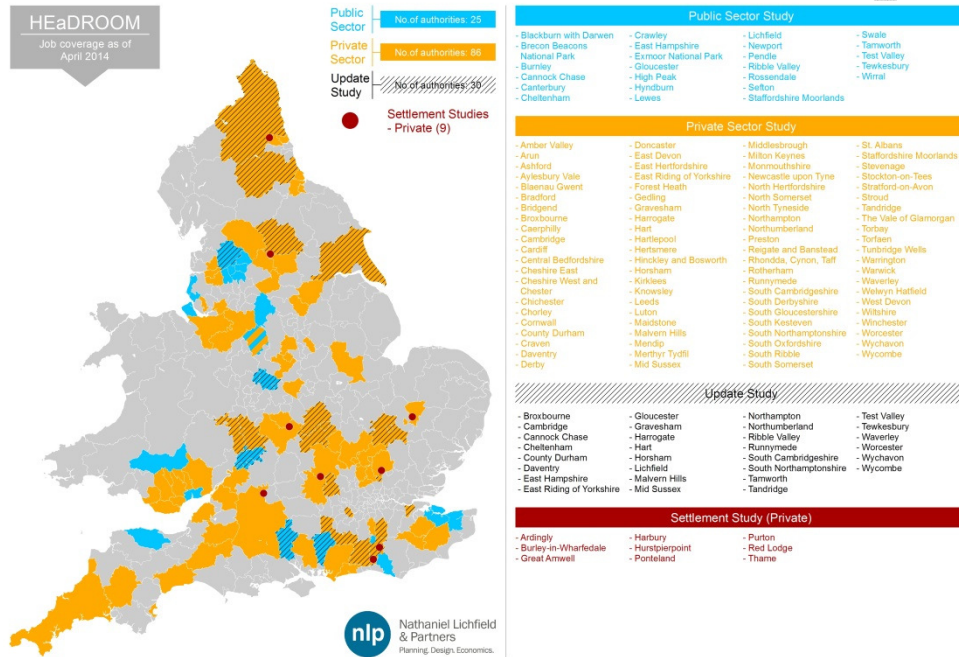 HEaDROOM
Job coverage as of
April 2014
Public
Sector
No.of authorities: 25
Private
Sector
No.of authorities: 86
Update
Study
No.of authorities: 30
Settlement Studies
- Private (9)
nlp
Nathaniel Lichfield
& Partners
Planning. Design. Economics.
Public Sector Study
- Blackburn with Darwen
- Brecon Beacons
National Park
- Burnley
- Cannock Chase
- Canterbury
- Cheltenham
- Crawley
- East Hampshire
- Exmoor National Park
- Gloucester
- High Peak
- Hyndburn
- Lewes
- Lichfield
- Newport
- Pendle
- Ribble Valley
- Rossendale
- Sefton
- Staffordshire Moorlands
- Swale
- Tamworth
- Test Valley
- Tewkesbury
- Wirral
Private Sector Study
- Amber Valley
- Arun
- Ashford
- Aylesbury Vale
- Blaenau Gwent
- Bradford
- Bridgend
- Broxbourne
- Caerphilly
- Cambridge
- Cardiff
- Central Bedfordshire
- Cheshire East
- Cheshire West and
Chester
- Chichester
- Chorley
- Cornwall
- County Durham
- Craven
- Daventry
- Derby
- Doncaster
- East Devon
- East Hertfordshire
- East Riding of Yorkshire
- Forest Heath
- Gedling
- Gravesham
- Harrogate
- Hart
- Hartlepool
- Hertsmere
- Hinckley and Bosworth
- Horsham
- Kirklees
- Knowsley
- Leeds
- Luton
- Maidstone
- Malvern Hills
- Mendip
- Merthyr Tydfil
- Mid Sussex
- Middlesbrough
- Milton Keynes
- Monmouthshire
- Newcastle upon Tyne
- North Hertfordshire
- North Somerset
- North Tyneside
- Northampton
- Northumberland
- Preston
- Reigate and Banstead
- Rhondda, Cynon, Taff
- Rotherham
- Runnymede
- South Cambridgeshire
- South Derbyshire
- South Gloucestershire
- South Kesteven
- South Northamptonshire
- South Oxfordshire
- South Ribble
- South Somerset
- St. Albans
- Staffordshire Moorlands
- Stevenage
- Stockton-on-Tees
- Stratford-on-Avon
- Stroud
- Tandridge
- The Vale of Glamorgan
- Torbay
- Torfaen
- Tunbridge Wells
- Warrington
- Warwick
- Waverley
- Welwyn Hatfield
- West Devon
- Wiltshire
- Winchester
- Worcester
- Wychavon
- Wycombe
Update Study
- Broxbourne
- Cambridge
- Cannock Chase
- Cheltenham
- County Durham
- Daventry
- East Hampshire
- East Riding of Yorkshire
- Gloucester
- Gravesham
- Harrogate
- Hart
- Horsham
- Lichfield
- Malvern Hills
- Mid Sussex
- Northampton
- Northumberland
- Ribble Valley
- Runnymede
- South Cambridgeshire
- South Northamptonshire
- Tamworth
- Tandridge
- Test Valley
- Tewkesbury
- Waverley
- Worcester
- Wychavon
- Wycombe
Settlement Study (Private)
- Ardingly
- Burley-in-Wharfedale
- Great Amwell
- Harbury
- Hurstpierpoint
- Ponteland
- Purton
- Red Lodge
- Thame